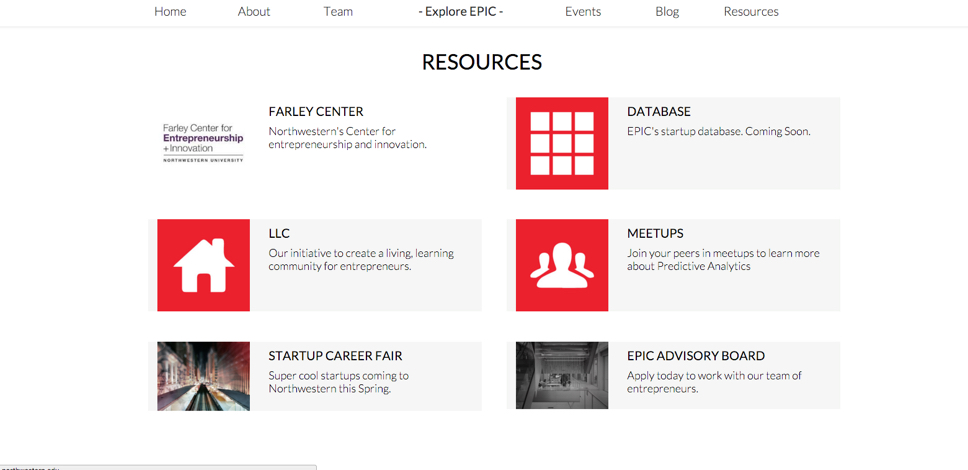 Home About Team - Explore EPIC - Events Blog Resources
RESOURCES
Farley Center for
Entrepreneurship
+Innovation
NORTHWESTERN UNIVERSITY
FARLEY CENTER
Northwestern's Center for
entrepreneurship and innovation.
DATABASE
EPIC's startup database. Coming Soon.
LLC
Our initiative to create a living, learning
community for entrepreneurs.
MEETUPS
Join your peers in meetups to learn more
about Predictive Analytics
STARTUP CAREER FAIR
Super cool startups coming to
Northwestern this Spring.
EPIC ADVISORY BOARD
Apply today to work with our team of
entrepreneurs.